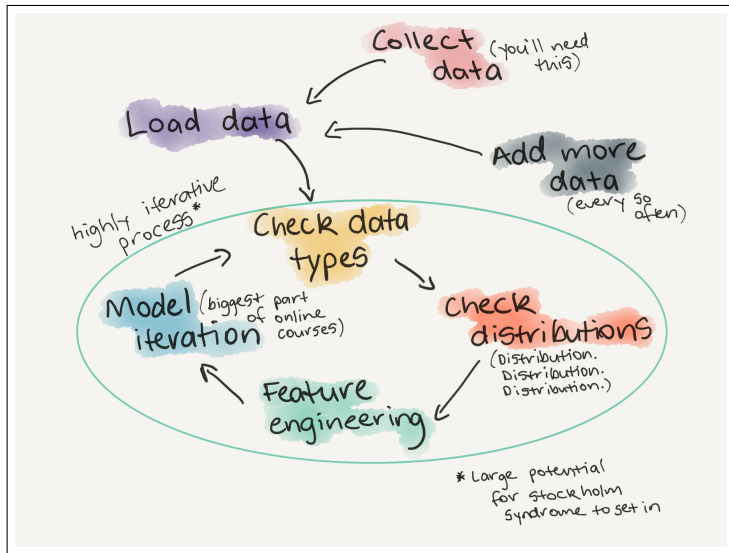 Collect
data
(you'll need
this)
Load data
Add more
data
(every so
often)
highly iterative
process*
Check data
types
Model
iteration
(biggest part
of online
courses)
Check
distributions
(Distribution.
Distribution.
Distribution.)
Feature
engineering
* Large potential
for stockholm
syndrome to set in